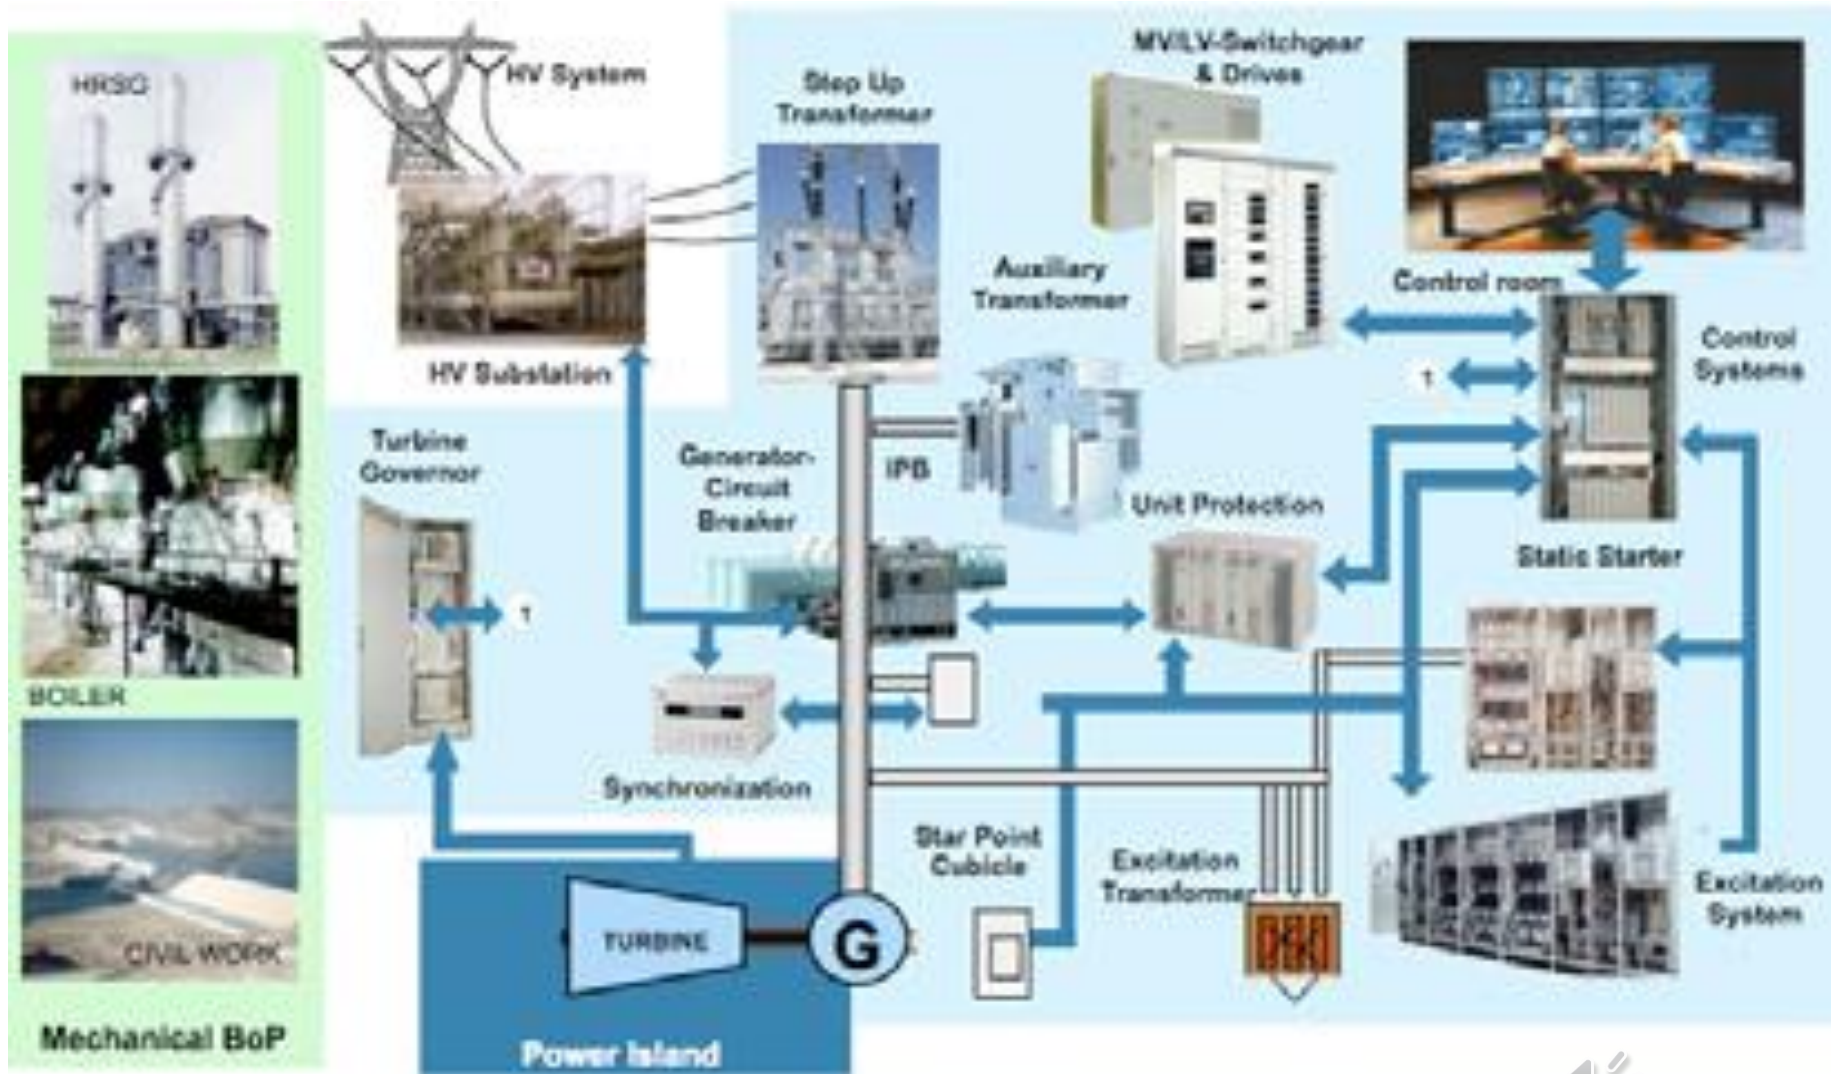 HRSG
BOILER
CIVIL WORK
Mechanical BoP
HV System
HV Substation
Step Up
Transformer
MV/LV-Switchgear
& Drives
Auxiliary
Transformer
Control room
Control
Systems
1
Turbine
Governor
1
Generator-
Circuit
Breaker
IPB
Unit Protection
Static Starter
Synchronization
Star Point
Cubicle
Excitation
Transformer
Excitation
System
TURBINE
G
Power Island